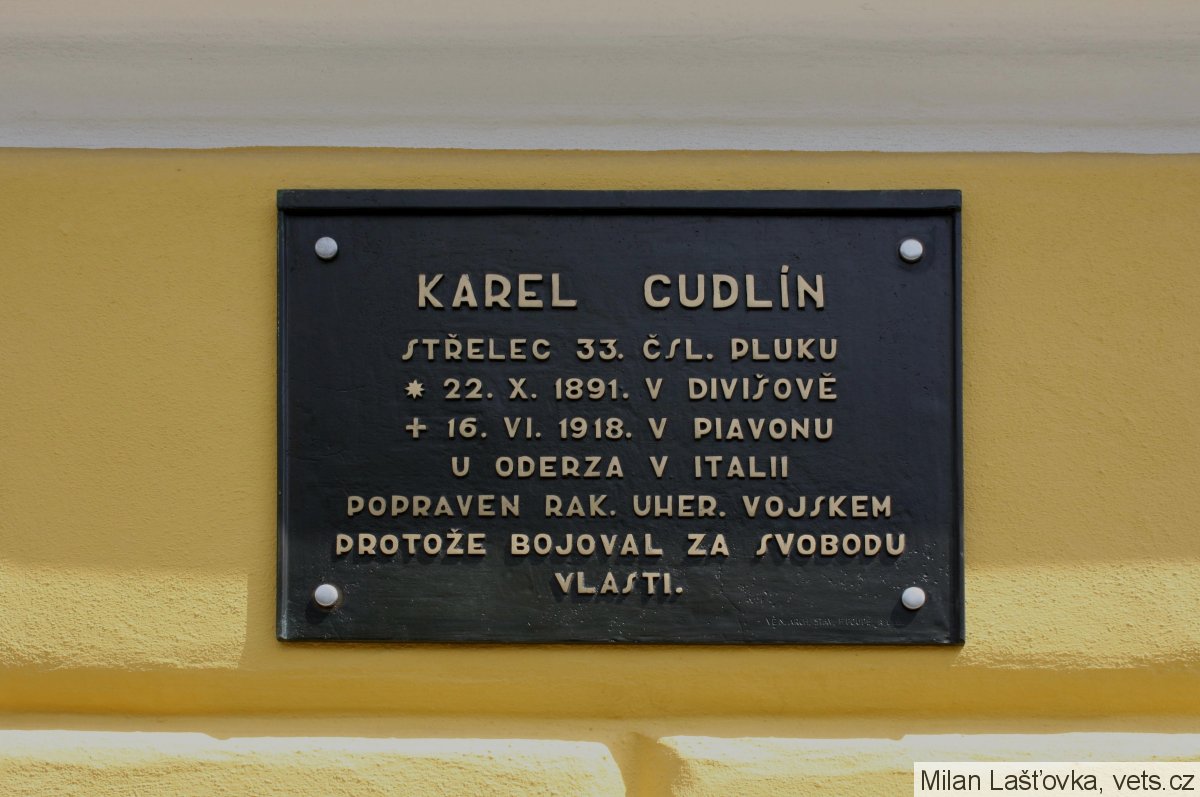 KAREL CUDLÍN
STŘELEC 33. ČSL. PLUKU
* 22. X. 1891. V DIVIŠOVĚ
+ 16. VI. 1918. V PIAVONU
U ODERZA V ITALII
POPRAVEN RAK. UHER. VOJSKEM
PROTOŽE BOJOVAL ZA SVOBODU
VLASTI.
Milan Lašťovka, vets.cz